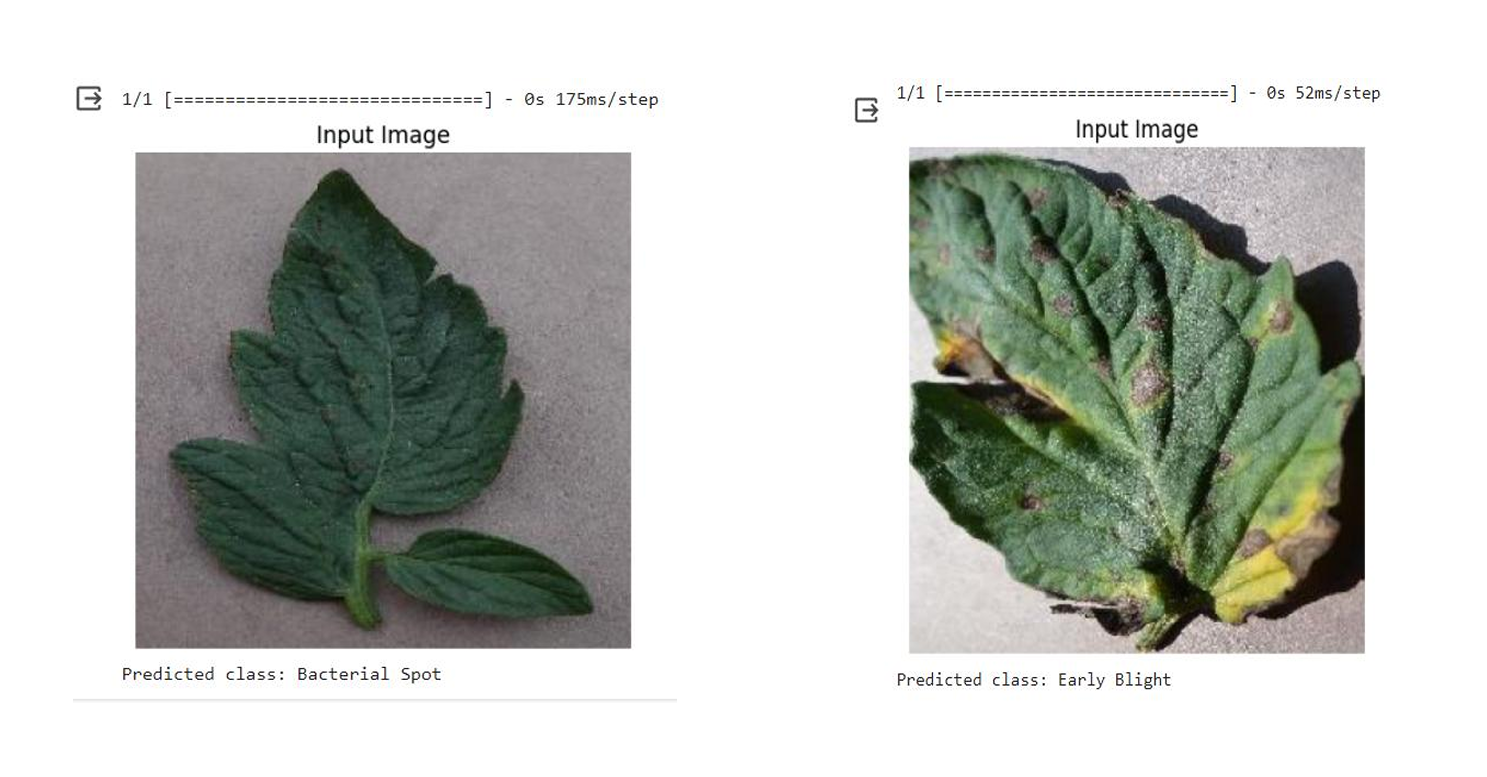 1/1 [==============================] - 0s 175ms/step
Input Image
Predicted class: Bacterial Spot
1/1 [==============================] - 0s 52ms/step
Input Image
Predicted class: Early Blight